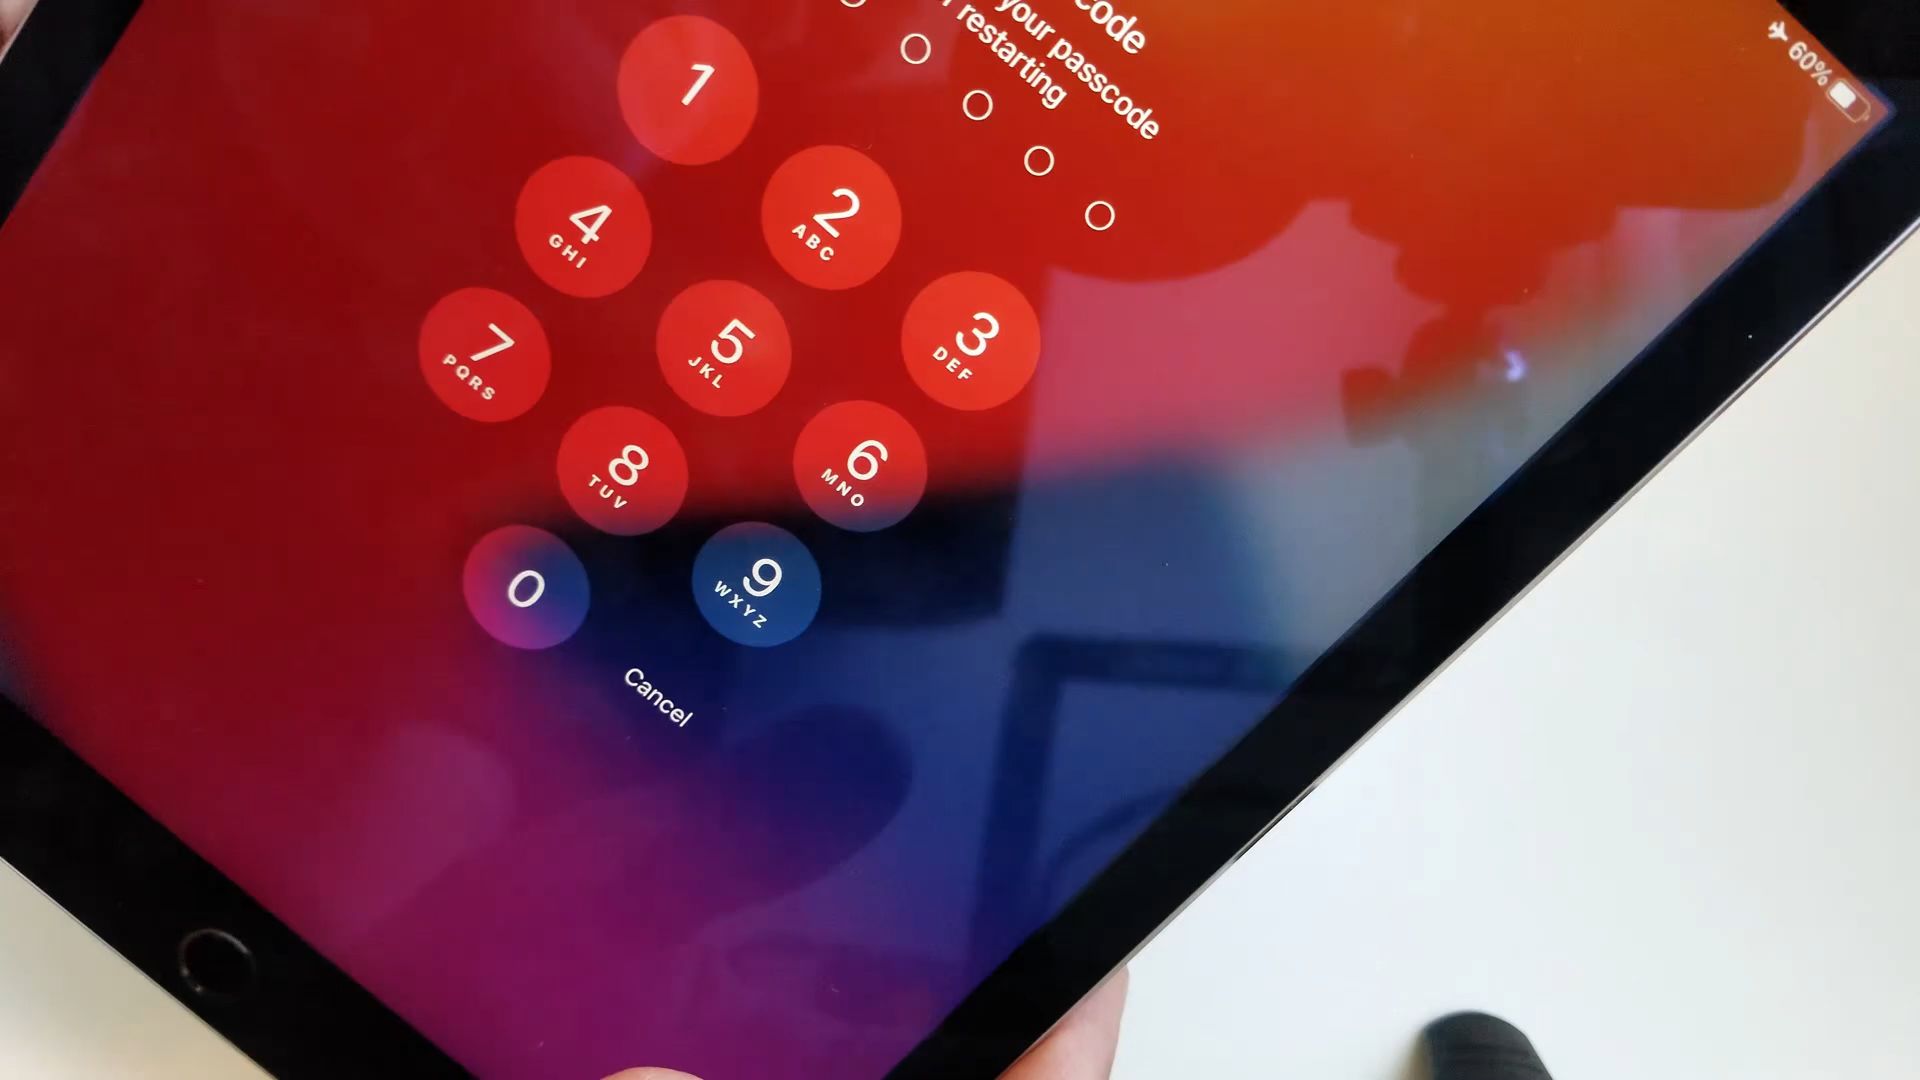 60%
code
your passcode
restarting
1
2
ABC
3
DEF
4
GHI
5
JKL
6
MNO
7
PQRS
8
TUV
9
WXYZ
0
Cancel